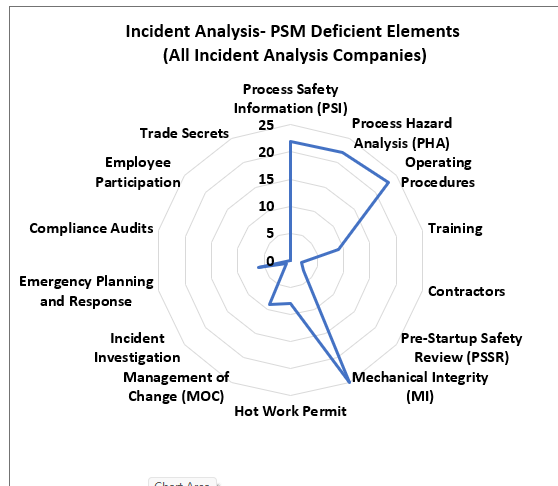 Incident Analysis- PSM Deficient Elements
(All Incident Analysis Companies)
Process Safety
Information (PSI)
25
20
15
10
5
0
Process Hazard
Analysis (PHA)
Operating
Procedures
Training
Contractors
Pre-Startup Safety
Review (PSSR)
Mechanical Integrity
(MI)
Hot Work Permit
Management of
Change (MOC)
Incident
Investigation
Emergency Planning
and Response
Compliance Audits
Employee
Participation
Trade Secrets
Chart Area